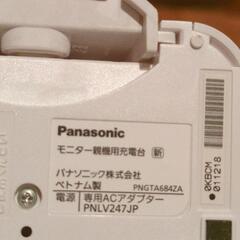 Panasonic
モニター親機用充電台 新
パナソニック株式会社
ベトナム製 PNGTA684ZA
電源 専用ACアダプター
PNLV247JP
0KBCM
011218